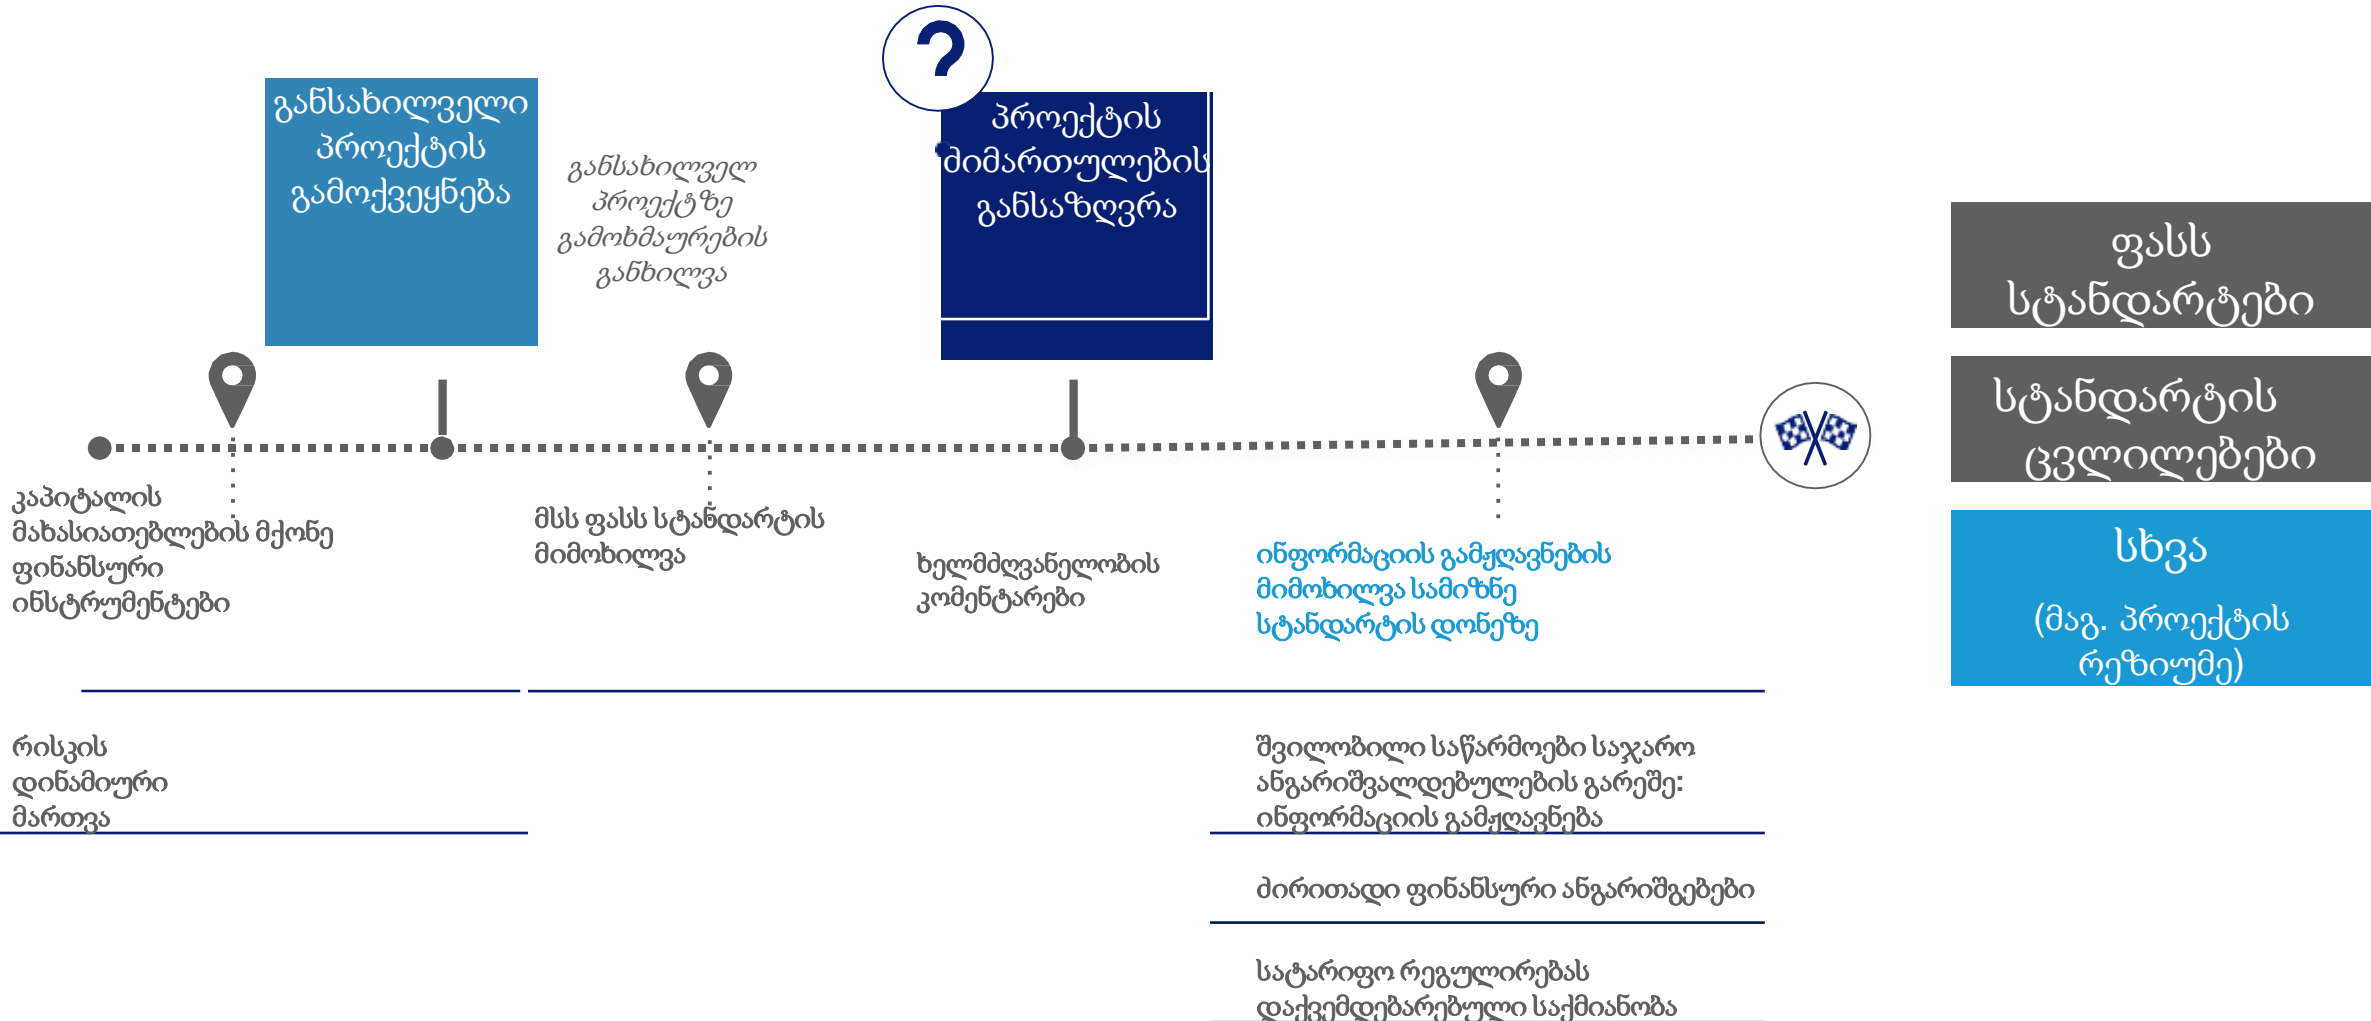 განსახილველი
პროექტის
გამოქვეყნება
განსახილველ
პროექტზე
გამოხმაურების
განხილვა
?
პროექტის
მიმართულების
განსაზღვრა
ფასს
სტანდარტები
სტანდარტის
ცვლილებები
სხვა
(მაგ. პროექტის
რეზიუმე)
კაპიტალის
მახასიათებლების მქონე
ფინანსური
ინსტრუმენტები
მსს ფასს სტანდარტის
მიმოხილვა
ხელმძღვანელობის
კომენტარები
ინფორმაციის გამჟღავნების
მიმოხილვა სამიზნე
სტანდარტის დონეზე
რისკის
დინამიური
მართვა
შვილობილი საწარმოები საჯარო
ანგარიშვალდებულების გარეშე:
ინფორმაციის გამჟღავნება
ძირითადი ფინანსური ანგარიშგებები
სატარიფო რეგულირებას
დაქვემდებარებული საქმიანობა